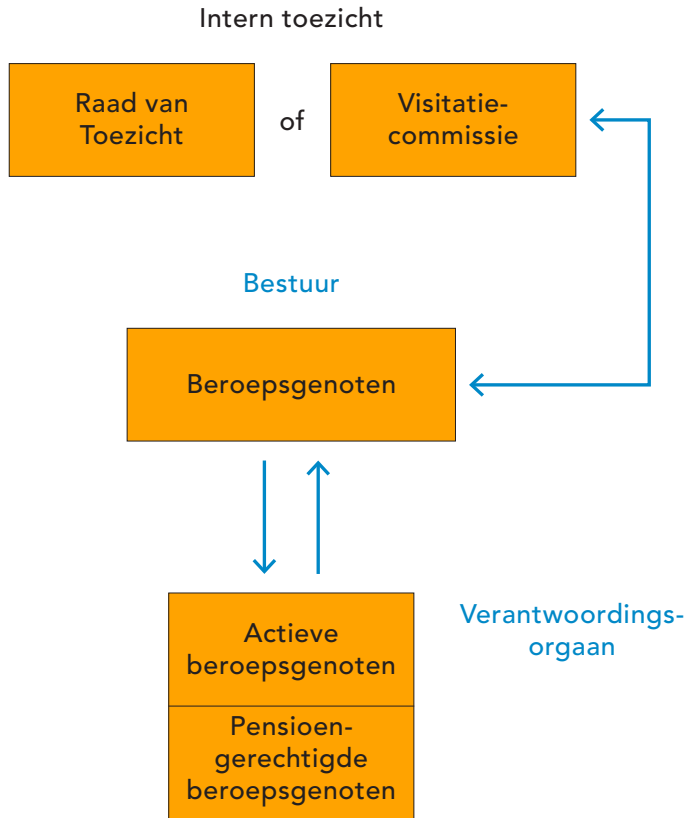 Intern toezicht
Raad van
Toezicht
of
Visitatie-
commissie
Bestuur
Beroepsgenoten
Actieve
beroepsgenoten
Verantwoordings-
orgaan
Pensioen-
gerechtigde
beroepsgenoten